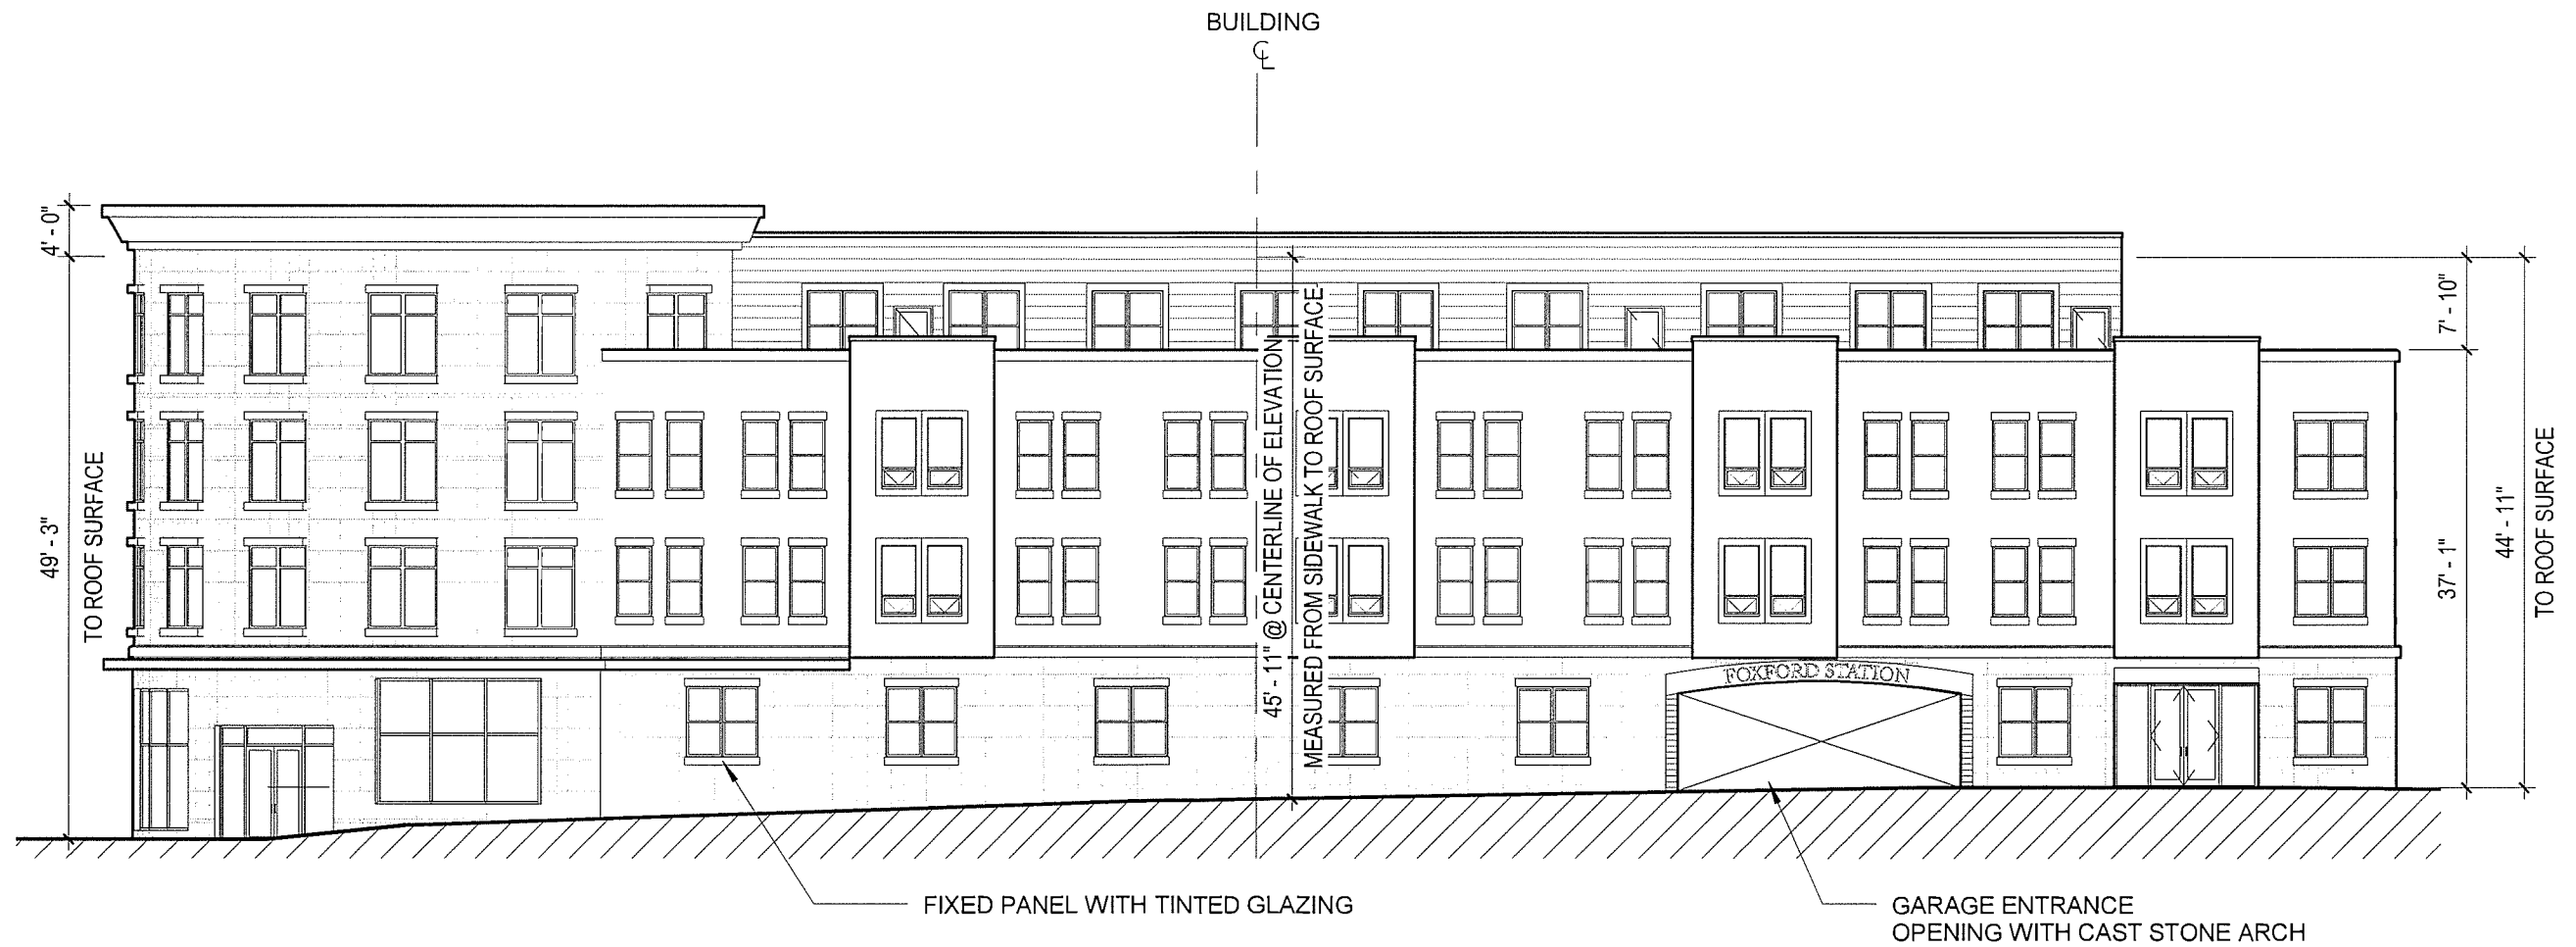 BUILDING
℄
4' - 0"
49' - 3"
TO ROOF SURFACE
45' - 11" @ CENTERLINE OF ELEVATION
MEASURED FROM SIDEWALK TO ROOF SURFACE
7' - 10"
37' - 1"
44' - 11"
TO ROOF SURFACE
FOXFORD STATION
FIXED PANEL WITH TINTED GLAZING
GARAGE ENTRANCE
OPENING WITH CAST STONE ARCH